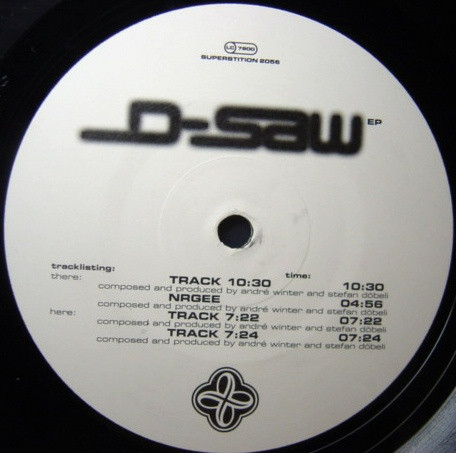 LC 7900
SUPERSTITION 2056
D-Saw EP
tracklisting: time:
there: TRACK 10:30 10:30
composed and produced by andré winter and stefan döbeli
NRGEE 04:56
composed and produced by andré winter and stefan döbeli
here: TRACK 7:22 07:22
composed and produced by andré winter and stefan döbeli
TRACK 7:24 07:24
composed and produced by andré winter and stefan döbeli